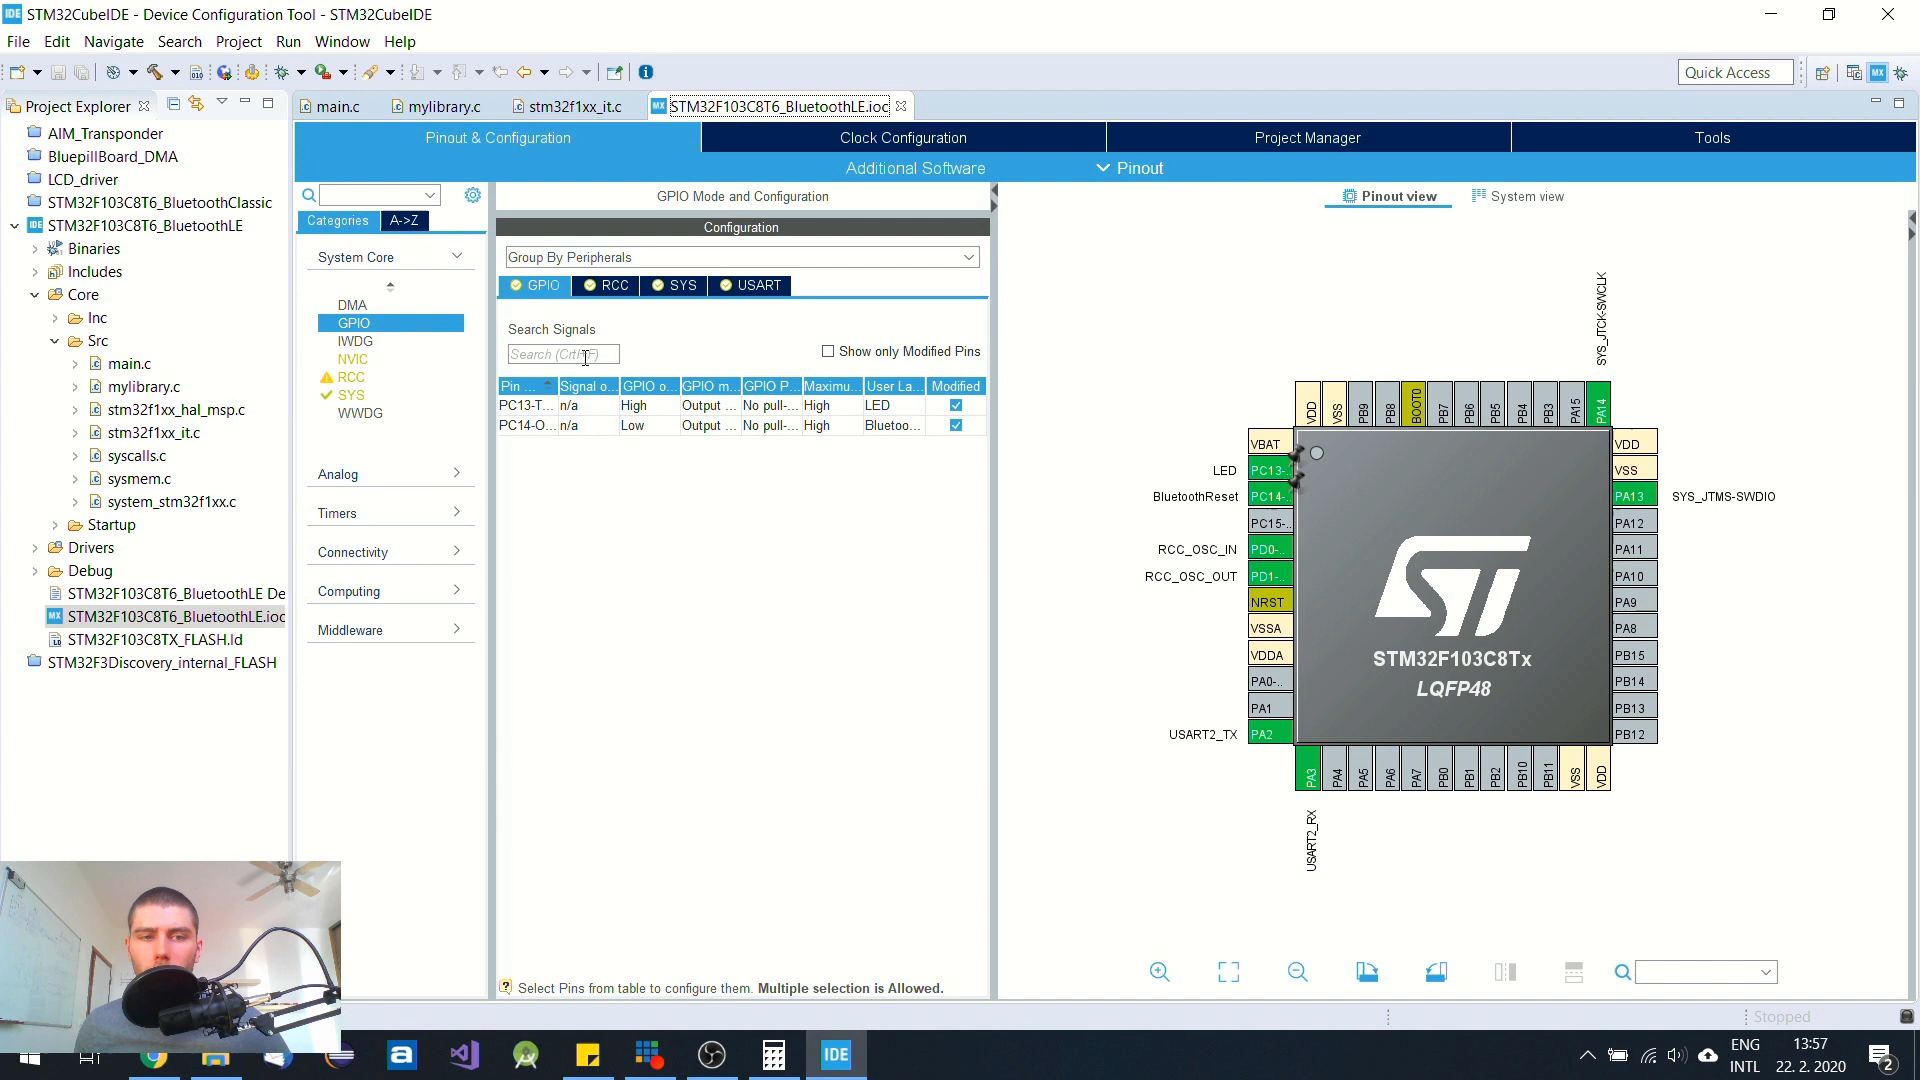 STM32CubeIDE - Device Configuration Tool - STM32CubeIDE
File Edit Navigate Search Project Run Window Help
Quick Access
Project Explorer
main.c
mylibrary.c
stm32f1xx_it.c
STM32F103C8T6_BluetoothLE.ioc
AIM_Transponder
BluepillBoard_DMA
LCD_driver
STM32F103C8T6_BluetoothClassic
STM32F103C8T6_BluetoothLE
Binaries
Includes
Core
Inc
Src
main.c
mylibrary.c
stm32f1xx_hal_msp.c
stm32f1xx_it.c
syscalls.c
sysmem.c
system_stm32f1xx.c
Startup
Drivers
Debug
STM32F103C8T6_BluetoothLE De
STM32F103C8T6_BluetoothLE.ioc
STM32F103C8TX_FLASH.ld
STM32F3Discovery_internal_FLASH
Pinout & Configuration
Clock Configuration
Project Manager
Tools
Additional Software
Pinout
Categories
A->Z
System Core
DMA
GPIO
IWDG
NVIC
RCC
SYS
WWDG
Analog
Timers
Connectivity
Computing
Middleware
GPIO Mode and Configuration
Configuration
Group By Peripherals
GPIO
RCC
SYS
USART
Search Signals
Search (Crtl+F)
Show only Modified Pins
Pin ... Signal o... GPIO o... GPIO m... GPIO P... Maximu... User La... Modified
PC13-T... n/a High Output ... No pull-... High LED
PC14-O... n/a Low Output ... No pull-... High Bluetoo...
Select Pins from table to configure them. Multiple selection is Allowed.
Pinout view
System view
SYS_JTCK-SWCLK
VDD
VSS
PB9
PB8
BOOT0
PB7
PB6
PB5
PB4
PB3
PA15
PA14
VBAT
LED PC13-..
BluetoothReset PC14-..
PC15-..
RCC_OSC_IN PD0-..
RCC_OSC_OUT PD1-..
NRST
VSSA
VDDA
PA0-..
PA1
USART2_TX PA2
STM32F103C8Tx
LQFP48
VDD
VSS
PA13 SYS_JTMS-SWDIO
PA12
PA11
PA10
PA9
PA8
PB15
PB14
PB13
PB12
PA3
PA4
PA5
PA6
PA7
PB0
PB1
PB2
PB10
PB11
VSS
VDD
USART2_RX
Stopped
IDE
ENG
INTL
13:57
22. 2. 2020
2